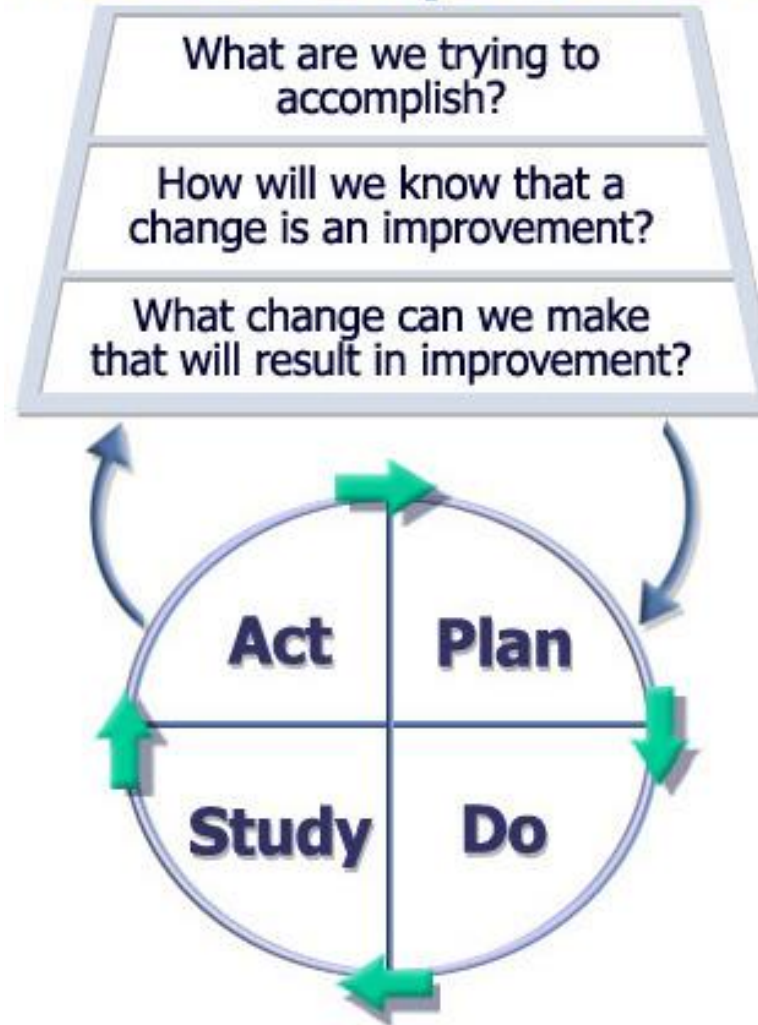 What are we trying to
accomplish?
How will we know that a
change is an improvement?
What change can we make
that will result in improvement?
Act
Plan
Study
Do